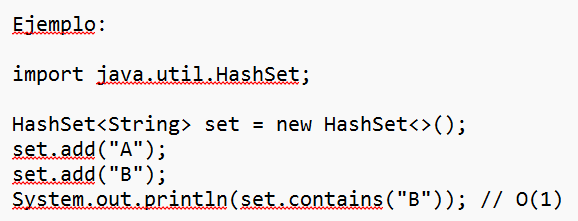 Ejemplo:
import java.util.HashSet;
HashSet<String> set = new HashSet<>();
set.add("A");
set.add("B");
System.out.println(set.contains("B")); // O(1)